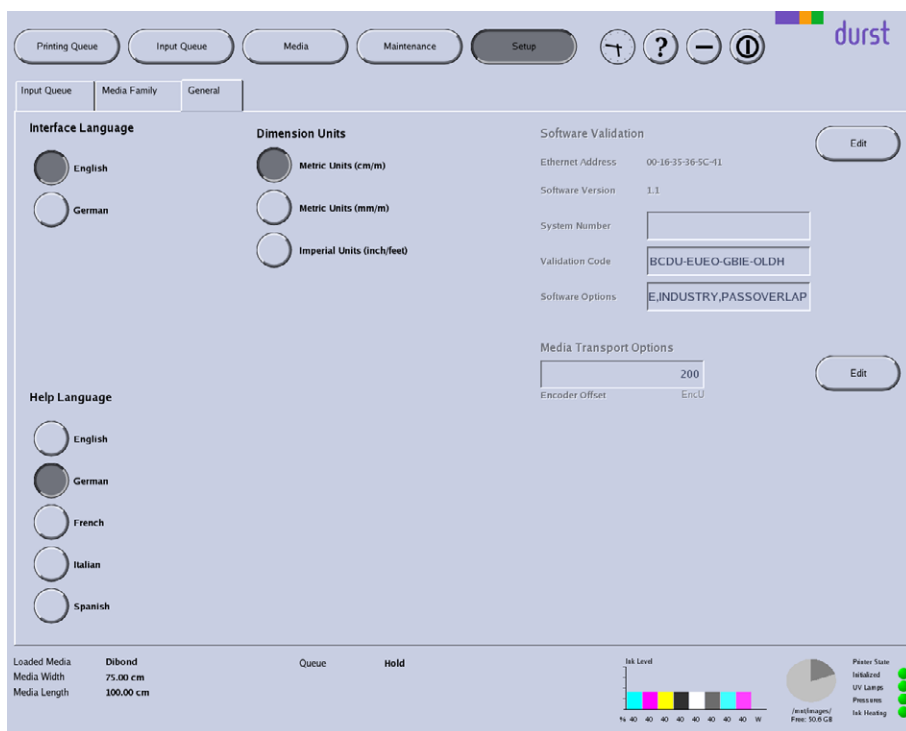 Printing Queue
Input Queue
Media
Maintenance
Setup
?
durst
Input Queue
Media Family
General
Interface Language
English
German
Dimension Units
Metric Units (cm/m)
Metric Units (mm/m)
Imperial Units (inch/feet)
Software Validation
Edit
Ethernet Address 00-16-35-36-5C-41
Software Version 1.1
System Number
Validation Code BCDU-EUEO-GBIE-OLDH
Software Options E,INDUSTRY,PASSOVERLAP
Media Transport Options
200
Edit
Encoder Offset EncU
Help Language
English
German
French
Italian
Spanish
Loaded Media Dibond
Media Width 75.00 cm
Media Length 100.00 cm
Queue Hold
Ink Level
% 40 40 40 40 40 40 40 40 W
/mnt/images/
Free: 50.6 GB
Printer State
Initialized
UV Lamps
Pressures
Ink Heating